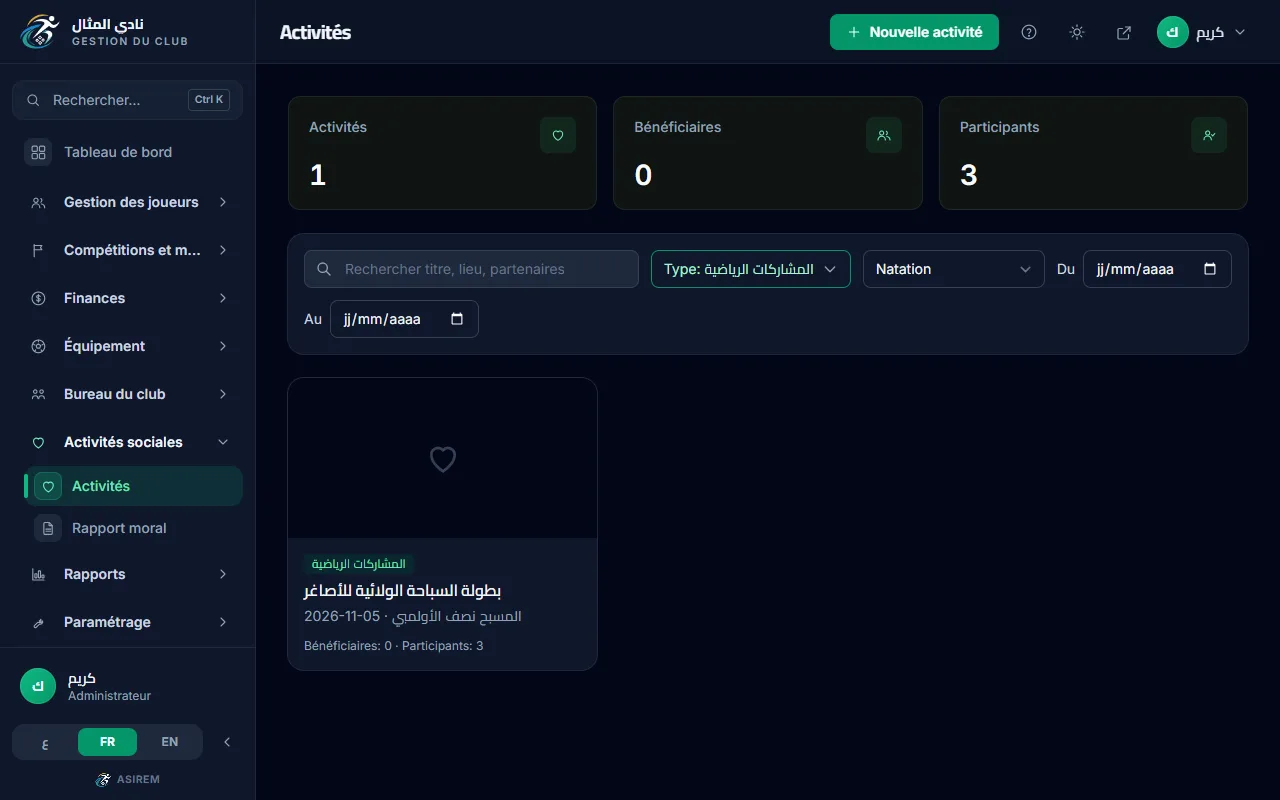 نادي المثال
GESTION DU CLUB
Rechercher...
Ctrl K
Tableau de bord
Gestion des joueurs
Compétitions et m...
Finances
Équipement
Bureau du club
Activités sociales
Activités
Rapport moral
Rapports
Paramétrage
ك
كريم
Administrateur
ع
FR
EN
ASIREM
Activités
Nouvelle activité
ك
كريم
Activités
1
Bénéficiaires
0
Participants
3
Rechercher titre, lieu, partenaires
Type: المشاركات الرياضية
Natation
Du
jj/mm/aaaa
Au
jj/mm/aaaa
المشاركات الرياضية
بطولة السباحة الولائية للأصاغر
2026-11-05 · المسبح نصف الأولمبي
Bénéficiaires: 0 · Participants: 3